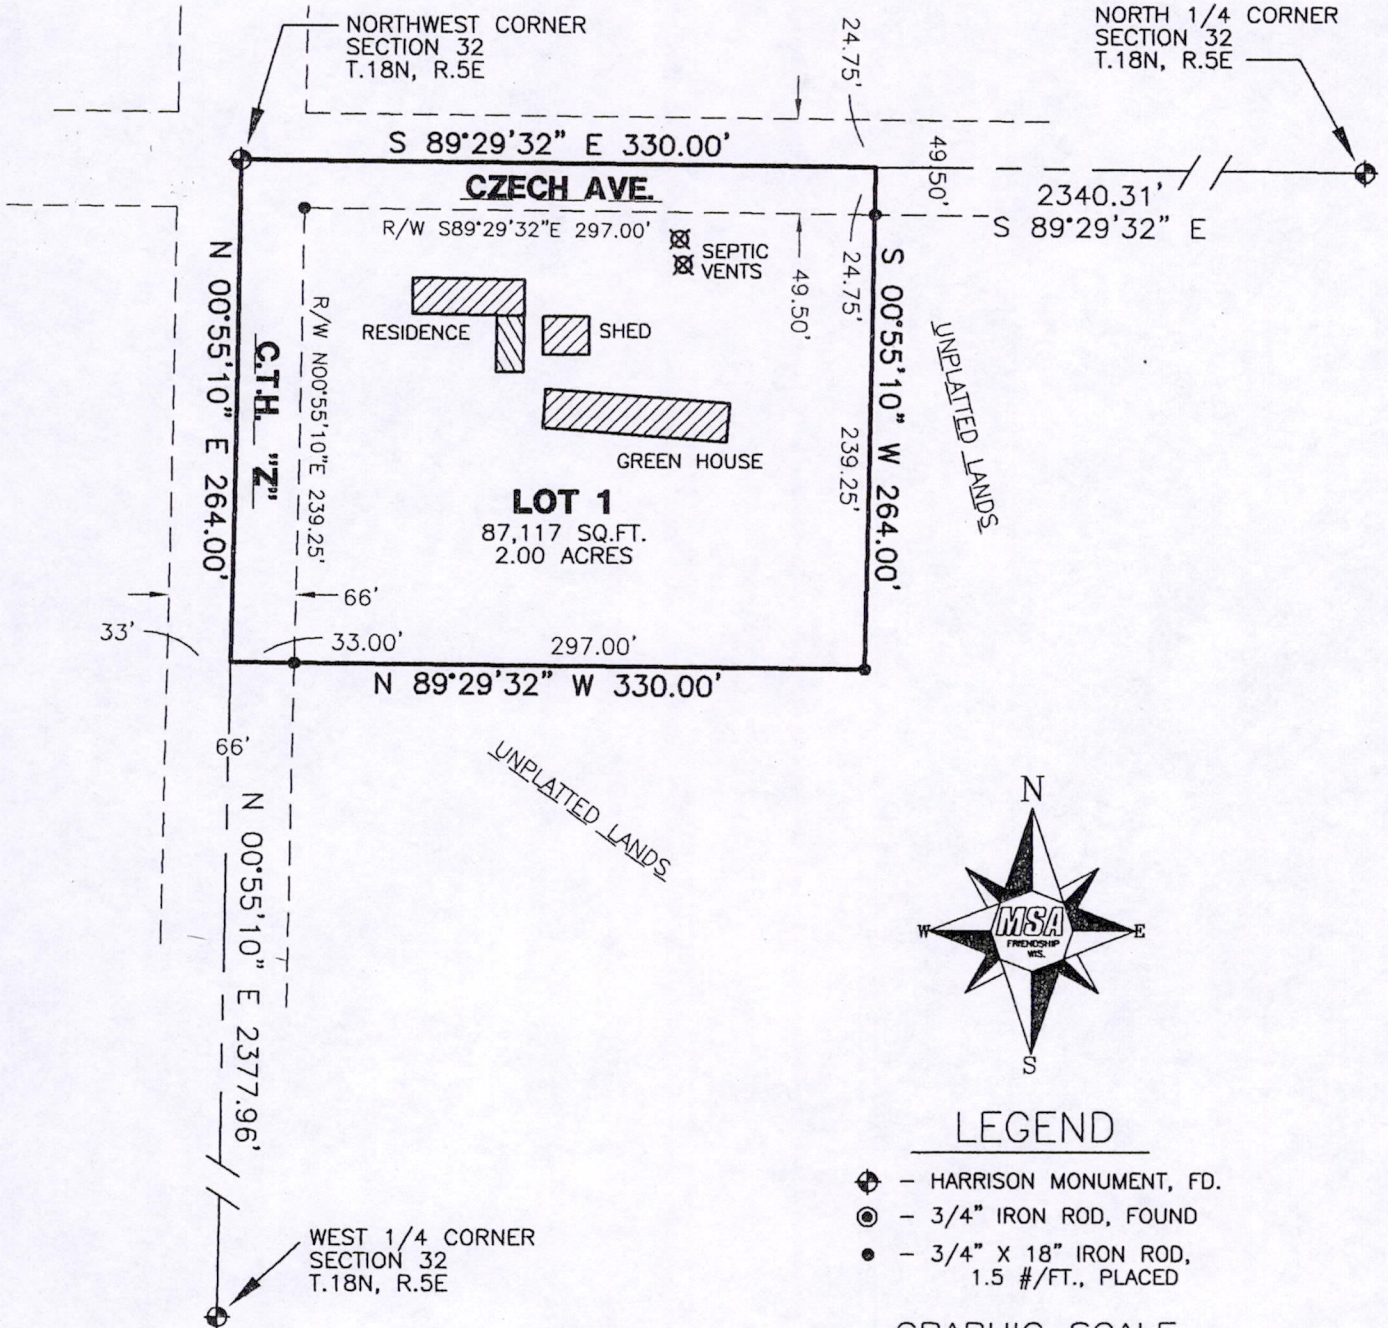 NORTHWEST CORNER
SECTION 32
T.18N, R.5E
24.75'
NORTH 1/4 CORNER
SECTION 32
T.18N, R.5E
S 89°29'32" E 330.00'
49.50'
CZECH AVE.
2340.31'
S 89°29'32" E
R/W S89°29'32"E 297.00'
SEPTIC
VENTS
N 00°55'10" E 264.00'
C.T.H. "Z"
R/W N00°55'10"E 239.25'
RESIDENCE
SHED
49.50'
24.75'
239.25'
S 00°55'10" W 264.00'
UNPLATTED LANDS
GREEN HOUSE
LOT 1
87,117 SQ.FT.
2.00 ACRES
66'
33'
33.00'
297.00'
N 89°29'32" W 330.00'
66'
UNPLATTED LANDS
N 00°55'10" E 2377.96'
N
W
MSA
FRIENDSHIP
WIS.
E
S
LEGEND
- HARRISON MONUMENT, FD.
- 3/4" IRON ROD, FOUND
- 3/4" X 18" IRON ROD,
1.5 #/FT., PLACED
WEST 1/4 CORNER
SECTION 32
T.18N, R.5E
GRAPHIC SCALE